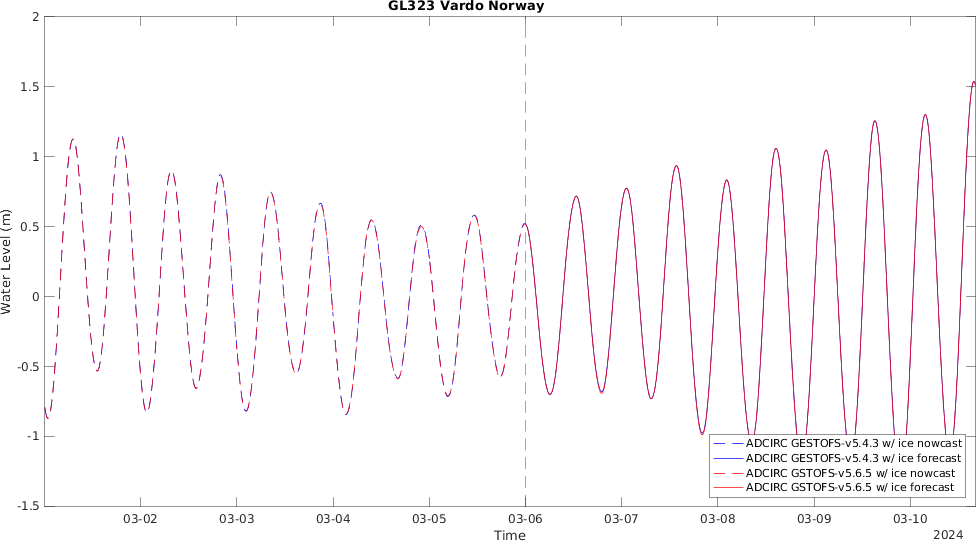 GL323 Vardo Norway
2
1.5
1
0.5
0
-0.5
-1
-1.5
Water Level (m)
ADCIRC GESTOFS-v5.4.3 w/ ice nowcast
ADCIRC GESTOFS-v5.4.3 w/ ice forecast
ADCIRC GSTOFS-v5.6.5 w/ ice nowcast
ADCIRC GSTOFS-v5.6.5 w/ ice forecast
03-02 03-03 03-04 03-05 03-06 03-07 03-08 03-09 03-10
Time
2024